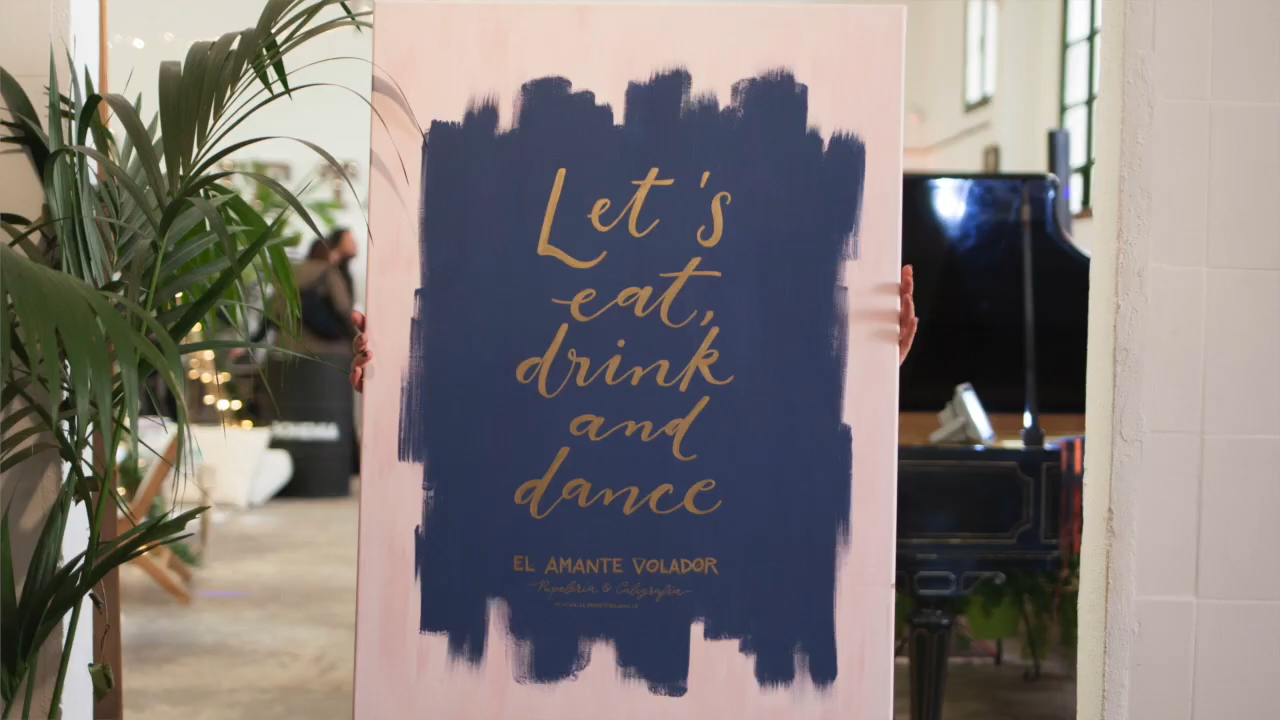 Let's
eat,
drink
and
dance
EL AMANTE VOLADOR
Papelería & Caligrafía